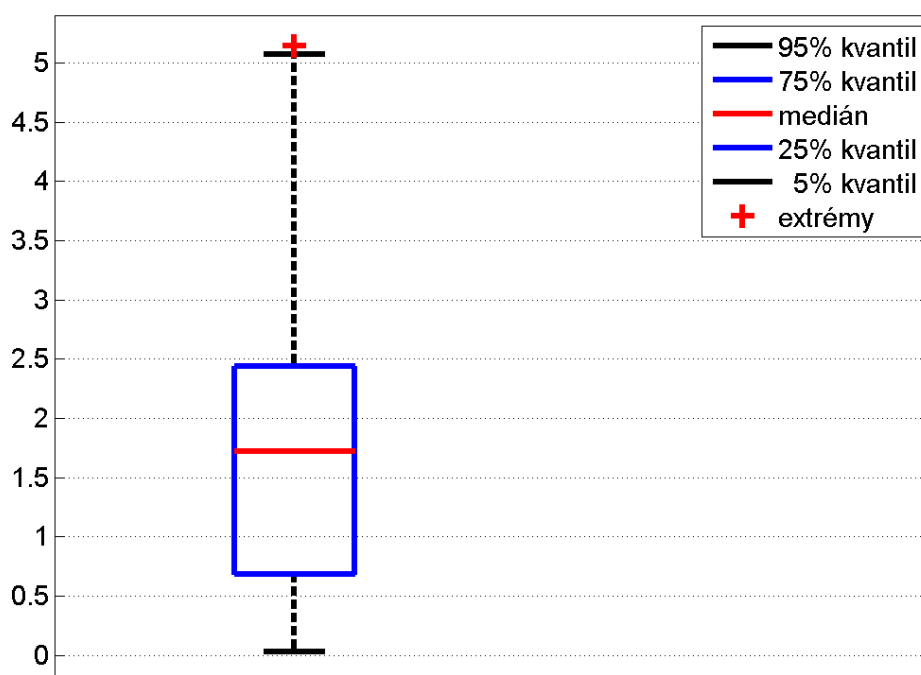 5
4.5
4
3.5
3
2.5
2
1.5
1
0.5
0
95% kvantil
75% kvantil
medián
25% kvantil
5% kvantil
extrémy